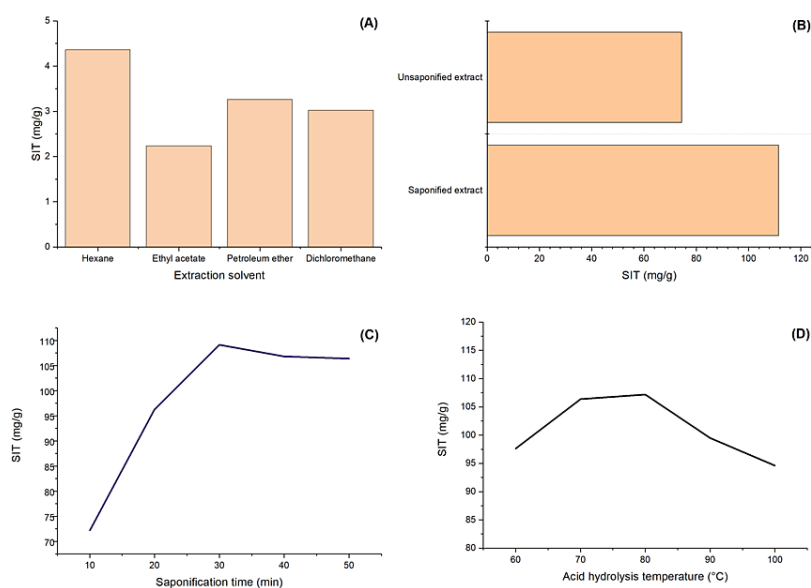 (A)
5
4
3
2
1
0
SIT (mg/g)
Hexane
Ethyl acetate
Petroleum ether
Dichloromethane
Extraction solvent
(B)
Unsaponified extract
Saponified extract
0
20
40
60
80
100
120
SIT (mg/g)
(C)
110
105
100
95
90
85
80
75
70
SIT (mg/g)
10
20
30
40
50
Saponification time (min)
(D)
120
115
110
105
100
95
90
85
80
SIT (mg/g)
60
70
80
90
100
Acid hydrolysis temperature (°C)